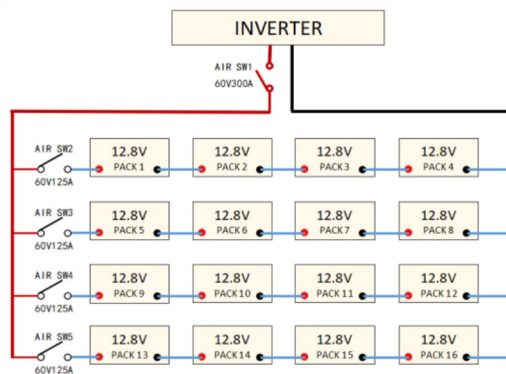 INVERTER
AIR SW1
60V300A
AIR SW2
60V125A
12.8V
PACK 1
12.8V
PACK 2
12.8V
PACK 3
12.8V
PACK 4
AIR SW3
60V125A
12.8V
PACK 5
12.8V
PACK 6
12.8V
PACK 7
12.8V
PACK 8
AIR SW4
60V125A
12.8V
PACK 9
12.8V
PACK 10
12.8V
PACK 11
12.8V
PACK 12
AIR SW5
60V125A
12.8V
PACK 13
12.8V
PACK 14
12.8V
PACK 15
12.8V
PACK 16